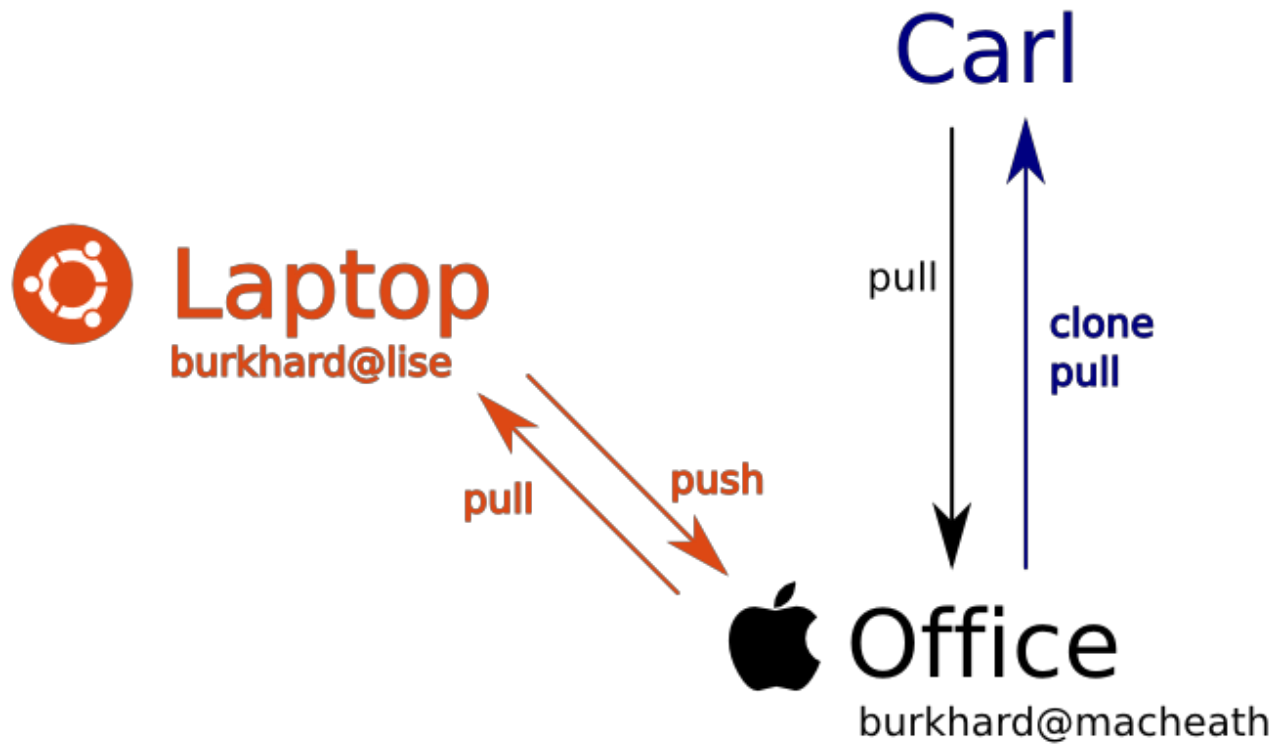 Carl
Laptop
burkhard@lise
pull
clone
pull
pull
push
Office
burkhard@macheath